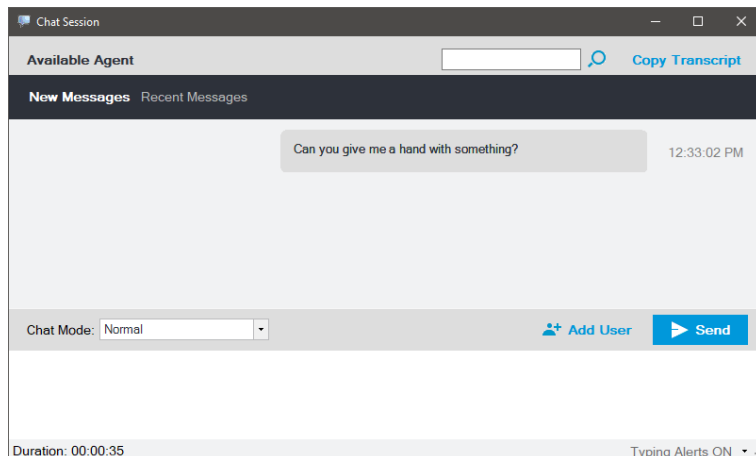 Chat Session
Available Agent
Copy Transcript
New Messages Recent Messages
Can you give me a hand with something?
12:33:02 PM
Chat Mode: Normal
Add User
Send
Duration: 00:00:35
Typing Alerts ON